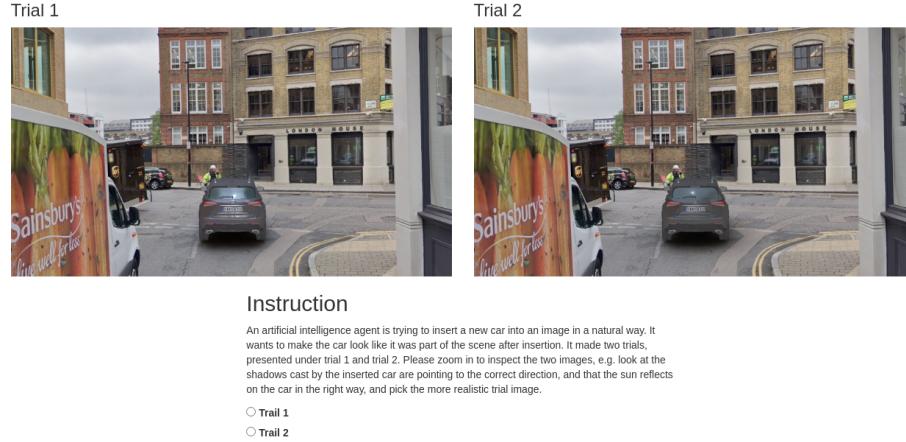 Trial 1
Trial 2
LONDON HOUSE
LONDON HOUSE
ups
ups
Sainsbury's
live well for less
Sainsbury's
live well for less
Instruction
An artificial intelligence agent is trying to insert a new car into an image in a natural way. It
wants to make the car look like it was part of the scene after insertion. It made two trials,
presented under trial 1 and trial 2. Please zoom in to inspect the two images, e.g. look at the
shadows cast by the inserted car are pointing to the correct direction, and that the sun reflects
on the car in the right way, and pick the more realistic trial image.
Trail 1
Trail 2